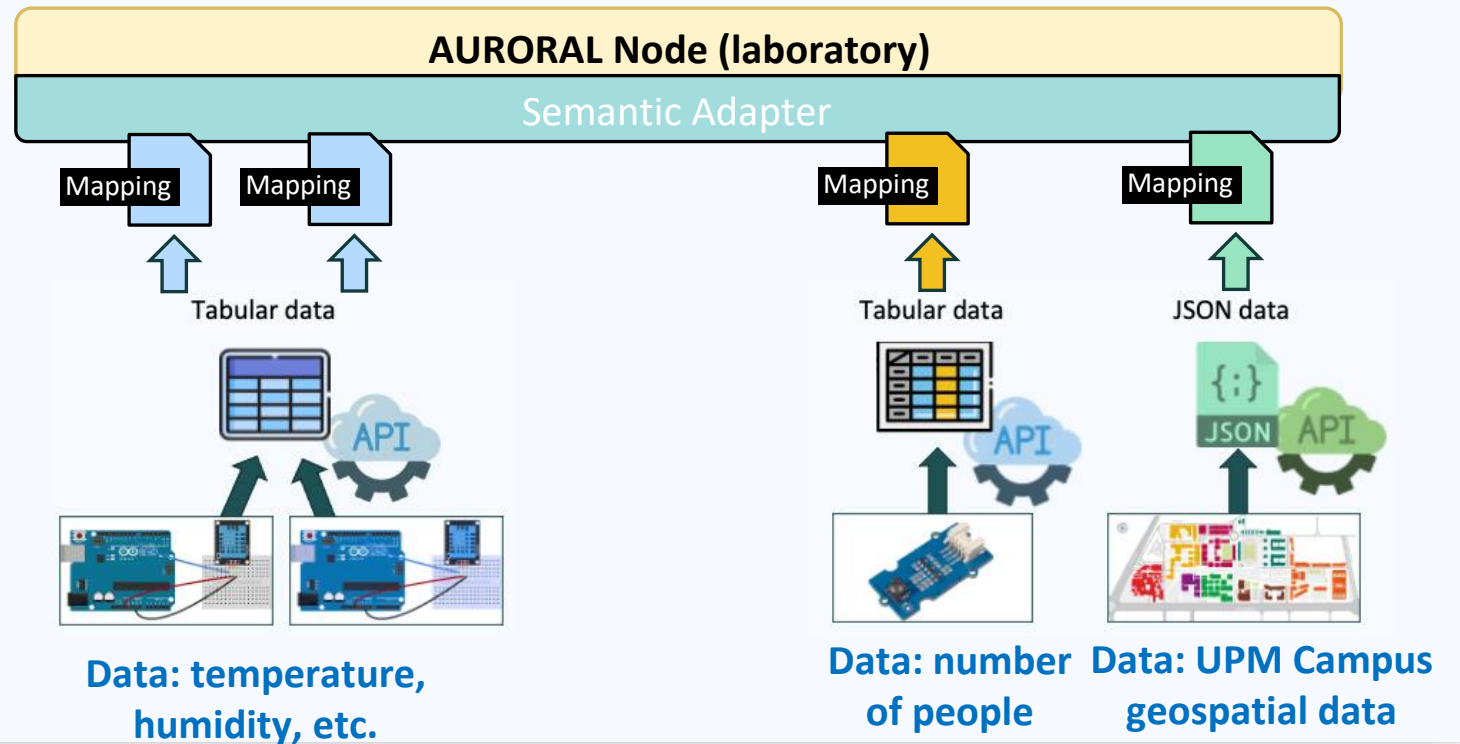 AURORAL Node (laboratory)
Semantic Adapter
Mapping
Mapping
Mapping
Mapping
Tabular data
Tabular data
JSON data
API
API
{;}
JSON
API
Data: temperature,
humidity, etc.
Data: number
of people
Data: UPM Campus
geospatial data